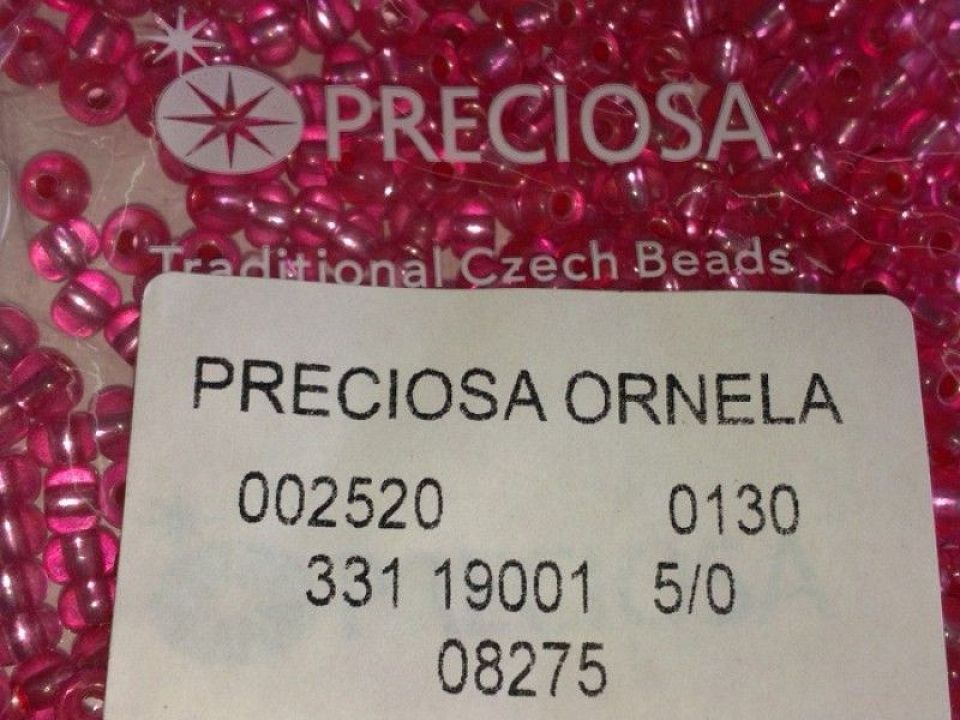 PRECIOSA
Traditional Czech Beads
PRECIOSA ORNELA
002520 0130
331 19001 5/0
08275